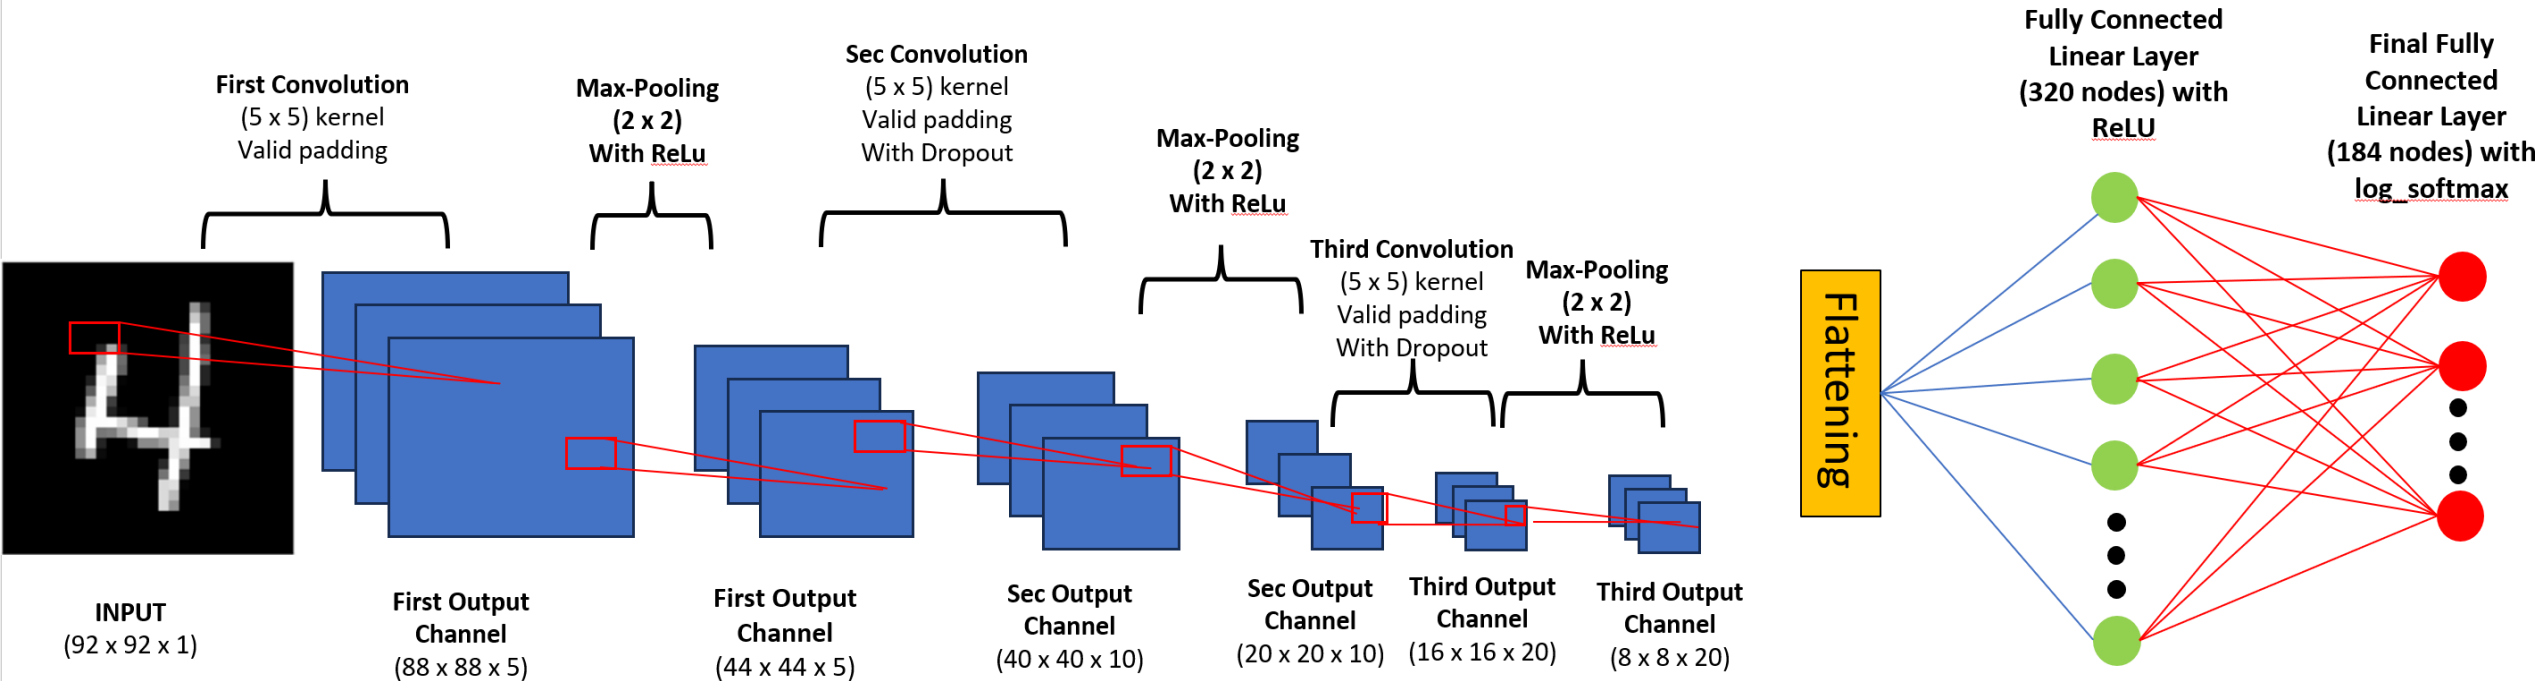 First Convolution
(5 x 5) kernel
Valid padding
Max-Pooling
(2 x 2)
With ReLu
Sec Convolution
(5 x 5) kernel
Valid padding
With Dropout
Max-Pooling
(2 x 2)
With ReLu
Third Convolution
(5 x 5) kernel
Valid padding
With Dropout
Max-Pooling
(2 x 2)
With ReLu
Fully Connected
Linear Layer
(320 nodes) with
ReLU
Final Fully
Connected
Linear Layer
(184 nodes) with
log_softmax
4
Flattening
INPUT
(92 x 92 x 1)
First Output
Channel
(88 x 88 x 5)
First Output
Channel
(44 x 44 x 5)
Sec Output
Channel
(40 x 40 x 10)
Sec Output
Channel
(20 x 20 x 10)
Third Output
Channel
(16 x 16 x 20)
Third Output
Channel
(8 x 8 x 20)